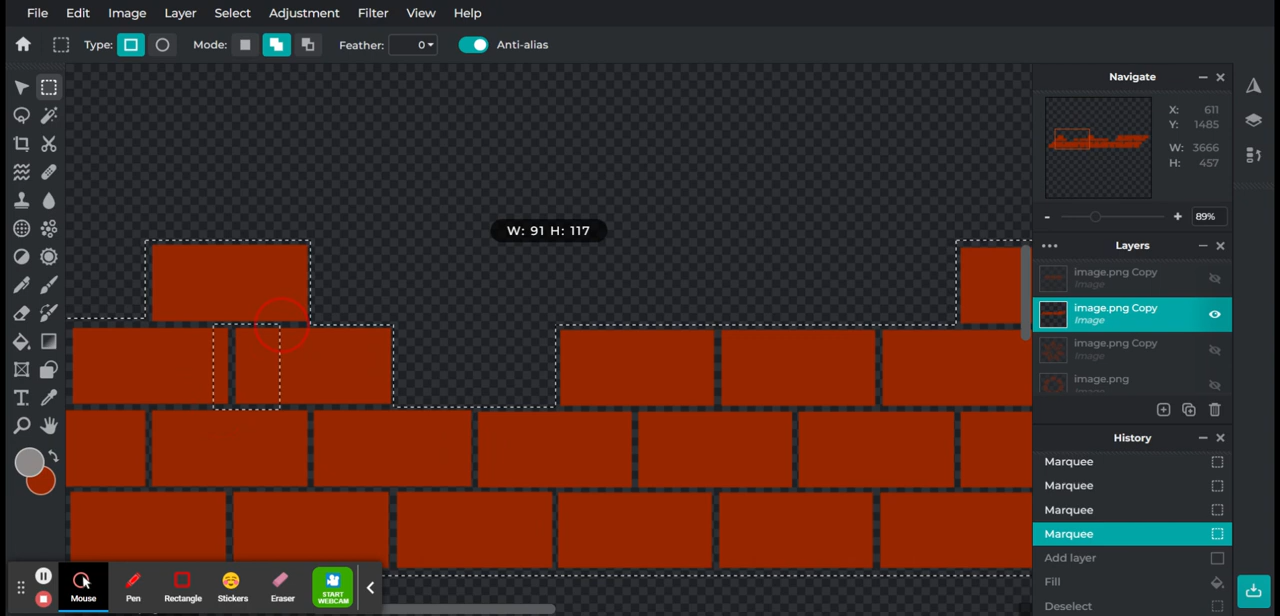 File Edit Image Layer Select Adjustment Filter View Help
Type: Mode: Feather: 0 Anti-alias
Navigate
X: 611
Y: 1485
W: 3666
H: 457
- + 89%
W: 91 H: 117
Layers
image.png Copy
Image
image.png Copy
Image
image.png Copy
Image
image.png
Image
History
Marquee
Marquee
Marquee
Marquee
Add layer
Fill
Deselect
T
Mouse Pen Rectangle Stickers Eraser START
WEBCAM